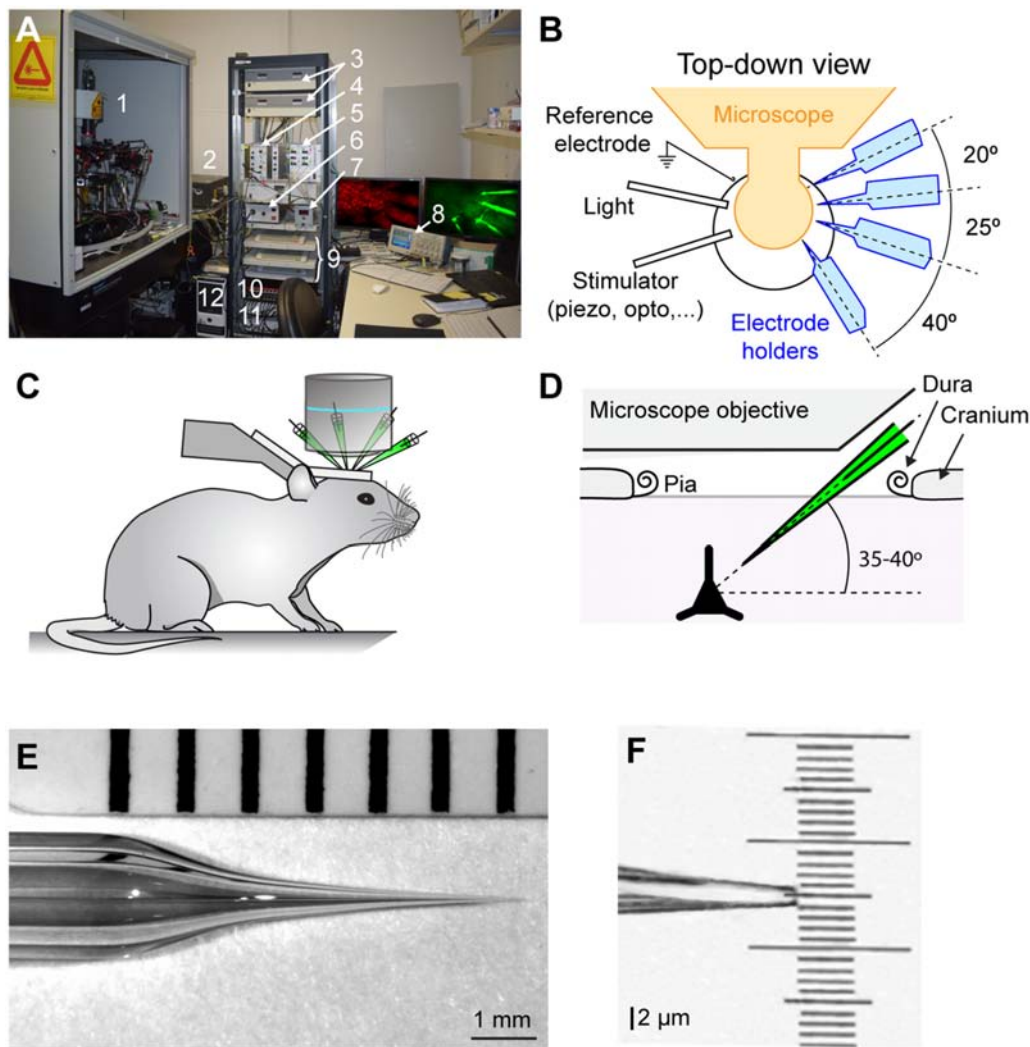 A
1
2
3
4
5
6
7
8
9
10
11
12
B
Top-down view
Microscope
Reference
electrode
Light
Stimulator
(piezo, opto,...)
Electrode
holders
20º
25º
40º
C
D
Microscope objective
Dura
Cranium
Pia
35-40º
E
1 mm
F
2 µm